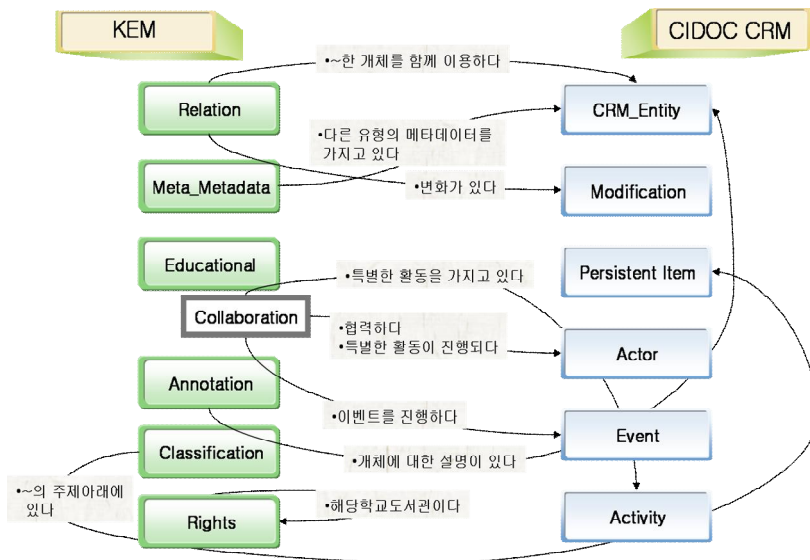 KEM
CIDOC CRM
•~한 개체를 함께 이용하다
Relation
CRM_Entity
•다른 유형의 메타데이터를
가지고 있다
Meta_Metadata
•변화가 있다
Modification
Educational
•특별한 활동을 가지고 있다
Persistent Item
Collaboration
•협력하다
•특별한 활동이 진행되다
Actor
Annotation
•이벤트를 진행하다
Event
Classification
•개체에 대한 설명이 있다
•~의 주제아래에
있나
•해당학교도서관이다
Rights
Activity